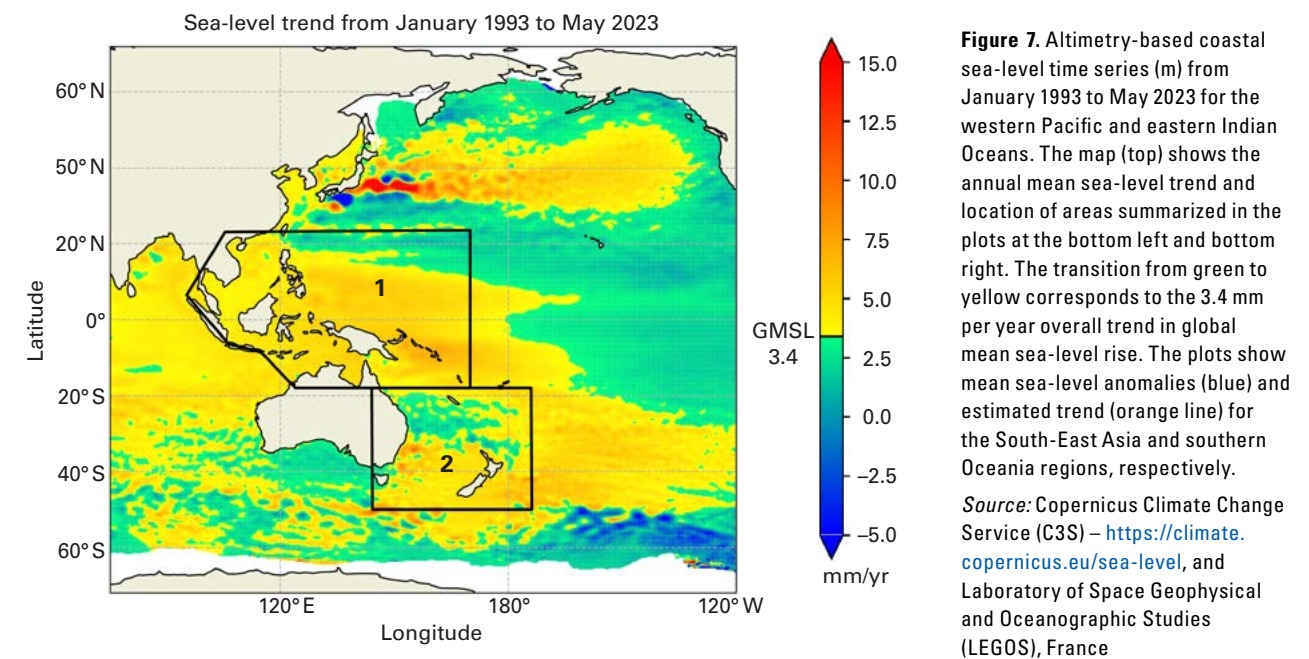 Sea-level trend from January 1993 to May 2023
60° N
50° N
20° N
0°
20° S
40° S
60° S
Latitude
1
2
120° E
180°
120° W
Longitude
15.0
12.5
10.0
7.5
5.0
GMSL
3.4
2.5
0.0
–2.5
–5.0
mm/yr
Figure 7. Altimetry-based coastal
sea-level time series (m) from
January 1993 to May 2023 for the
western Pacific and eastern Indian
Oceans. The map (top) shows the
annual mean sea-level trend and
location of areas summarized in the
plots at the bottom left and bottom
right. The transition from green to
yellow corresponds to the 3.4 mm
per year overall trend in global
mean sea-level rise. The plots show
mean sea-level anomalies (blue) and
estimated trend (orange line) for
the South-East Asia and southern
Oceania regions, respectively.
Source: Copernicus Climate Change
Service (C3S) – https://climate.
copernicus.eu/sea-level, and
Laboratory of Space Geophysical
and Oceanographic Studies
(LEGOS), France